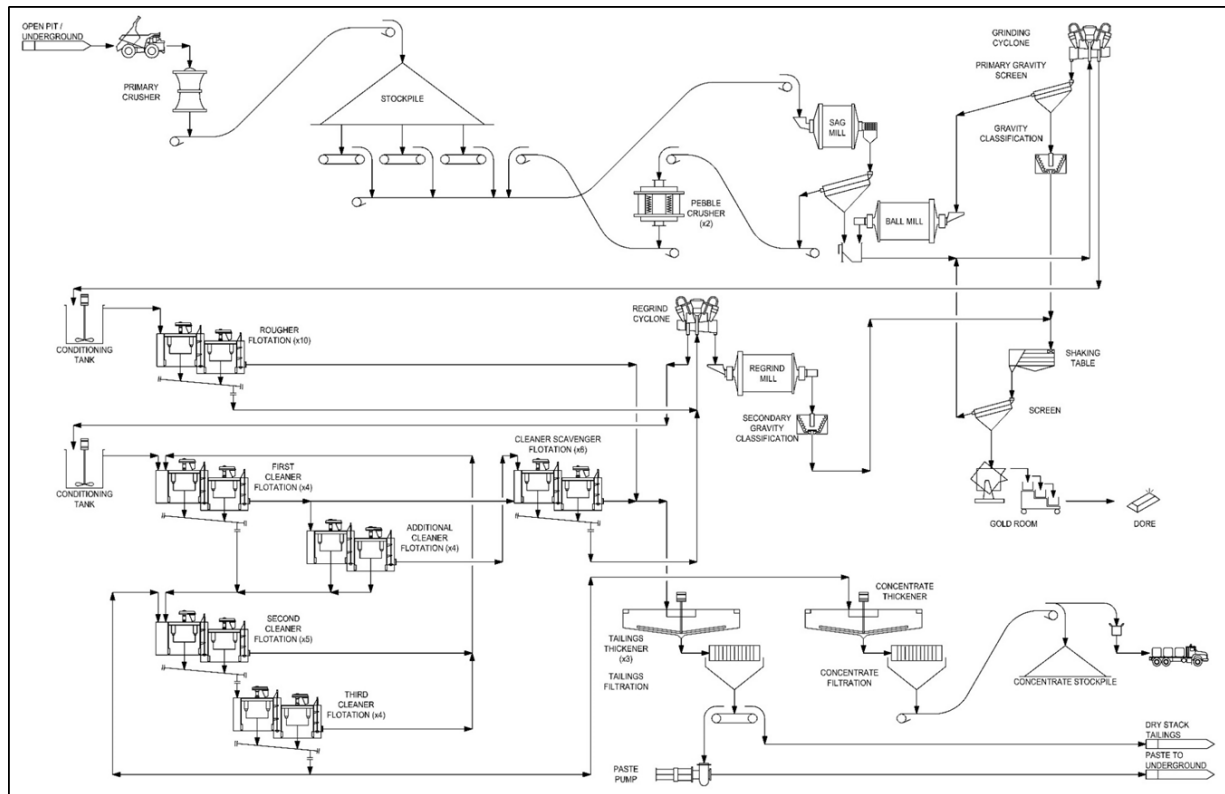 OPEN PIT /
UNDERGROUND
PRIMARY
CRUSHER
STOCKPILE
SAG
MILL
PEBBLE
CRUSHER
(x2)
BALL MILL
GRINDING
CYCLONE
PRIMARY GRAVITY
SCREEN
GRAVITY
CLASSIFICATION
CONDITIONING
TANK
ROUGHER
FLOTATION (x10)
REGRIND
CYCLONE
REGRIND
MILL
SECONDARY
GRAVITY
CLASSIFICATION
SHAKING
TABLE
SCREEN
GOLD ROOM
DORE
CONDITIONING
TANK
FIRST
CLEANER
FLOTATION (x4)
CLEANER SCAVENGER
FLOTATION (x6)
ADDITIONAL
CLEANER
FLOTATION (x4)
SECOND
CLEANER
FLOTATION (x5)
THIRD
CLEANER
FLOTATION (x4)
TAILINGS
THICKENER
(x3)
TAILINGS
FILTRATION
CONCENTRATE
THICKENER
CONCENTRATE
FILTRATION
CONCENTRATE STOCKPILE
DRY STACK
TAILINGS
PASTE TO
UNDERGROUND
PASTE
PUMP